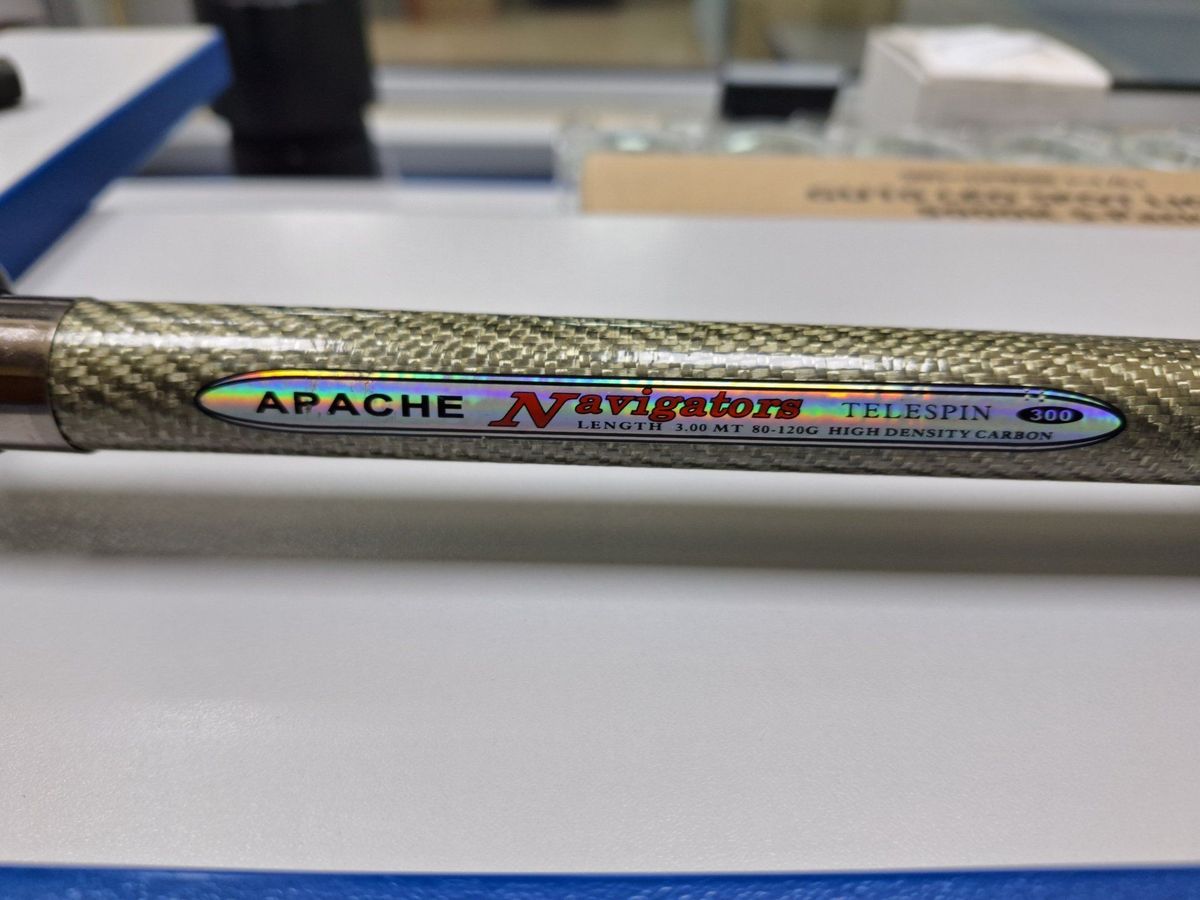 APACHE Navigators TELESPIN 300
LENGTH 3.00 MT 80-120G HIGH DENSITY CARBON